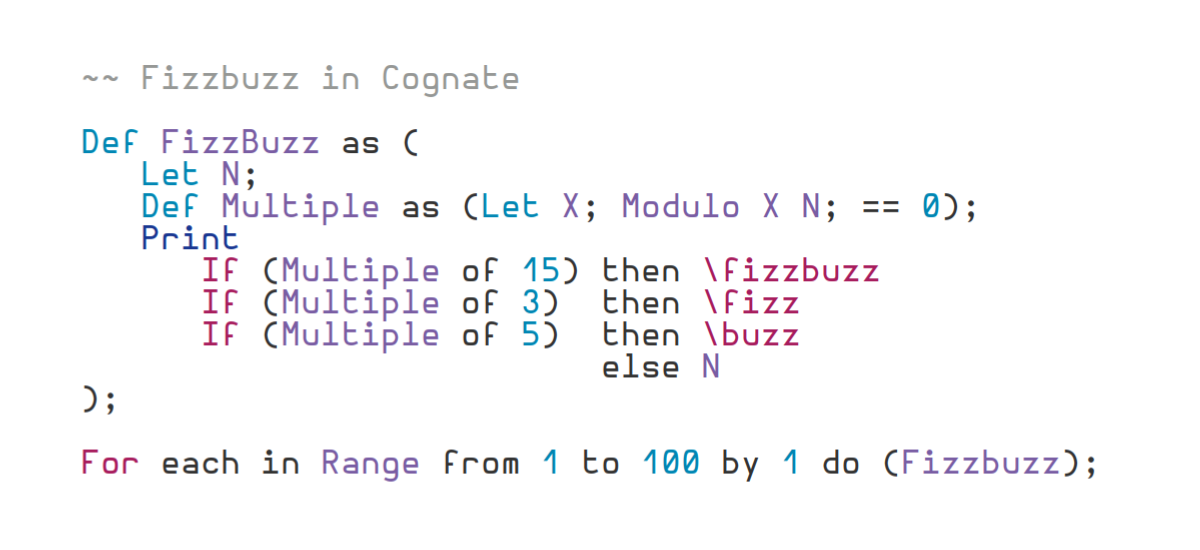 ~~ Fizzbuzz in Cognate
Def FizzBuzz as (
Let N;
Def Multiple as (Let X; Modulo X N; == 0);
Print
If (Multiple of 15) then \fizzbuzz
If (Multiple of 3) then \fizz
If (Multiple of 5) then \buzz
else N
);
For each in Range from 1 to 100 by 1 do (Fizzbuzz);